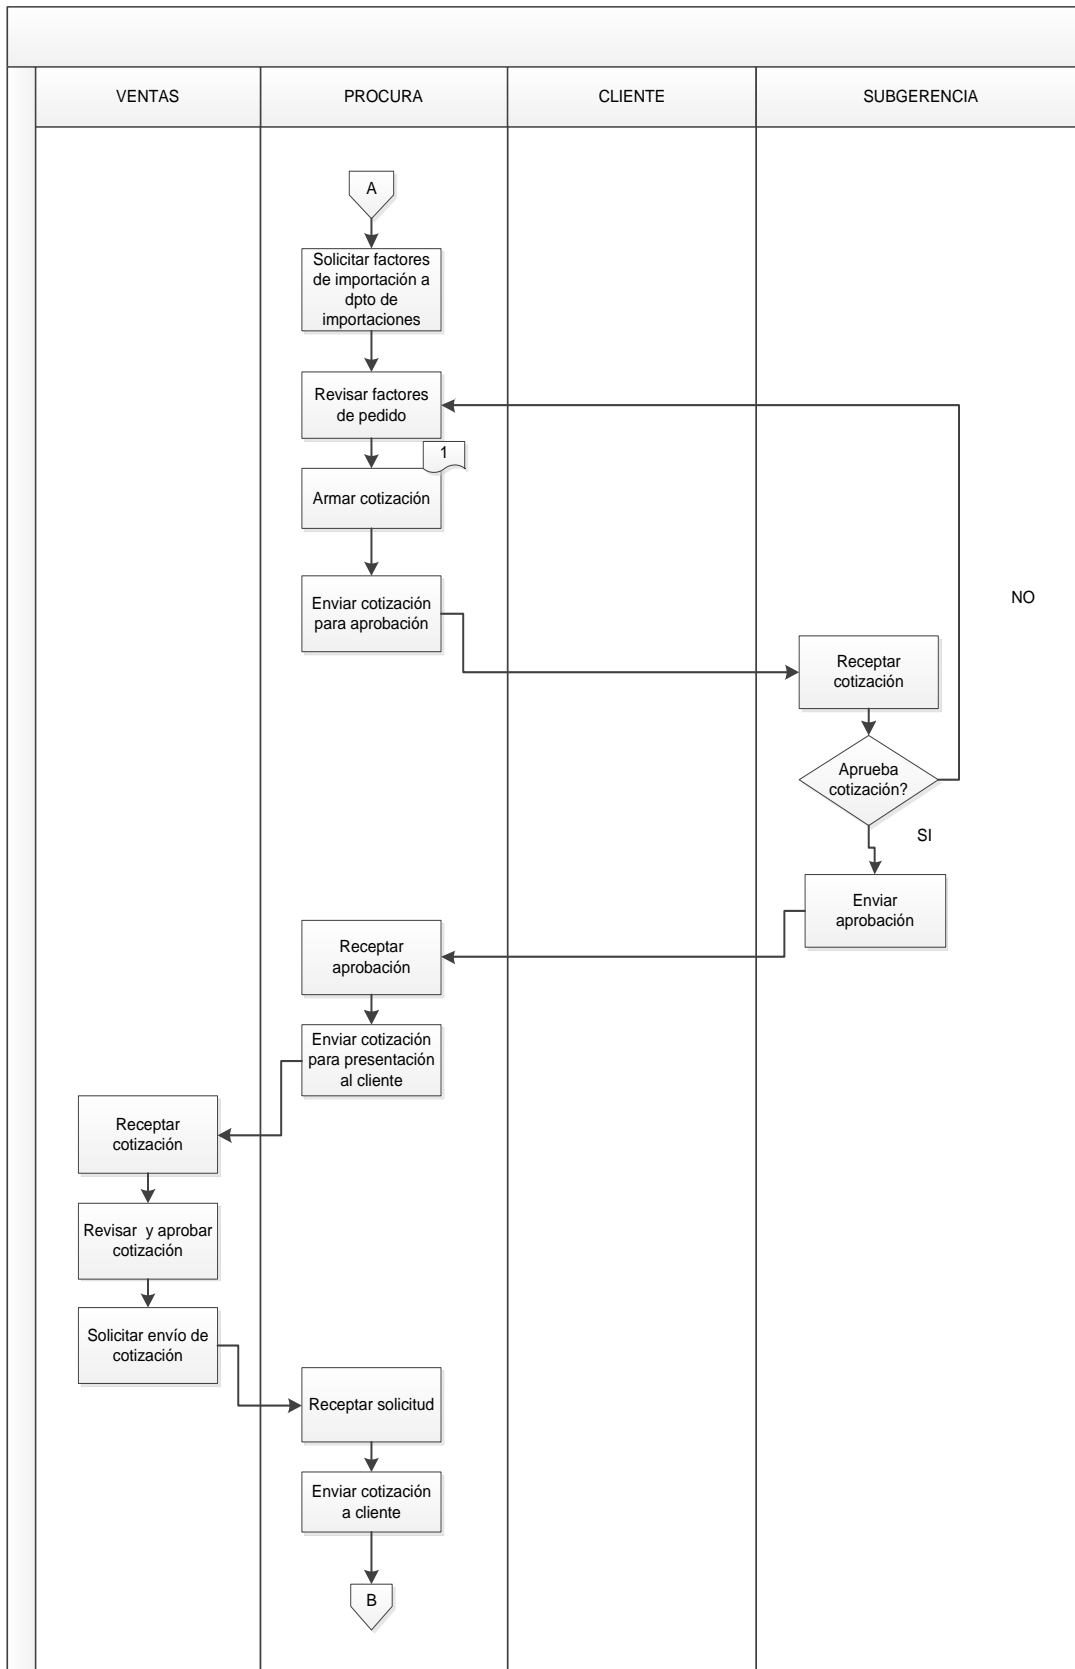 VENTAS
PROCURA
CLIENTE
SUBGERENCIA
A
Solicitar factores
de importación a
dpto de
importaciones
Revisar factores
de pedido
1
Armar cotización
Enviar cotización
para aprobación
NO
Receptar
cotización
Aprueba
cotización?
SI
Enviar
aprobación
Receptar
aprobación
Enviar cotización
para presentación
al cliente
Receptar
cotización
Revisar y aprobar
cotización
Solicitar envío de
cotización
Receptar solicitud
Enviar cotización
a cliente
B